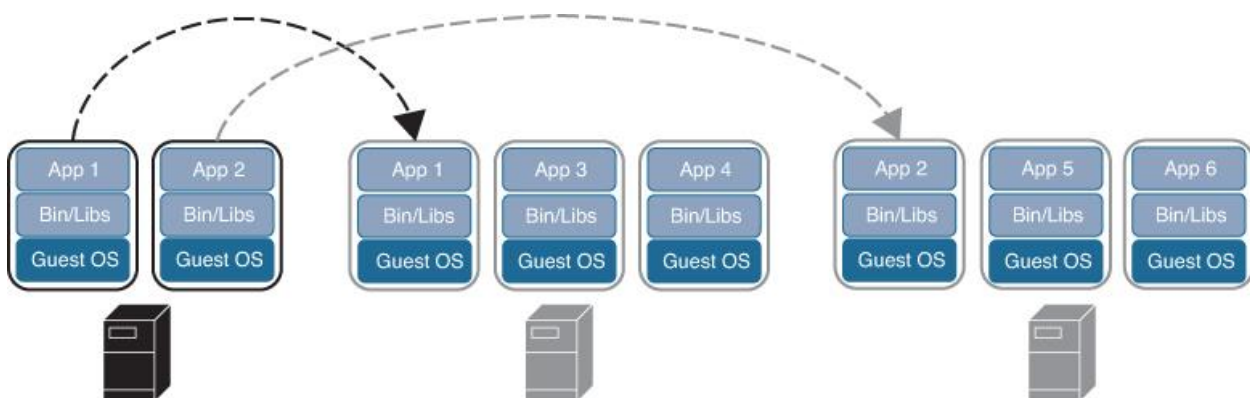 App 1 App 2 App 1 App 3 App 4 App 2 App 5 App 6
Bin/Libs Bin/Libs Bin/Libs Bin/Libs Bin/Libs Bin/Libs Bin/Libs Bin/Libs
Guest OS Guest OS Guest OS Guest OS Guest OS Guest OS Guest OS Guest OS